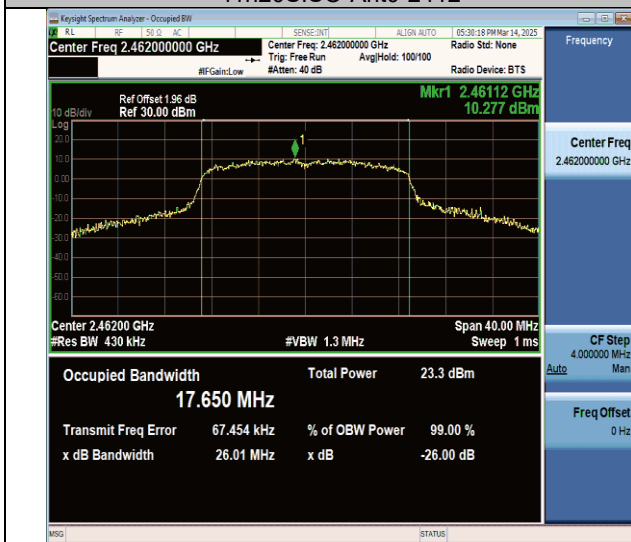 Keysight Spectrum Analyzer - Occupied BW
RL RF 50 Ω AC SENSE:INT ALIGN AUTO 05:30:18 PM Mar 14, 2025
Center Freq 2.462000000 GHz
Center Freq: 2.462000000 GHz
Radio Std: None
Trig: Free Run Avg|Hold: 100/100
#IFGain:Low #Atten: 40 dB Radio Device: BTS
Frequency
Ref Offset 1.96 dB
10 dB/div Ref 30.00 dBm
Mkr1 2.46112 GHz
10.277 dBm
Log
20.0
1
10.0
0.00
-10.0
-20.0
-30.0
-40.0
-50.0
-60.0
Center Freq
2.462000000 GHz
Center 2.46200 GHz Span 40.00 MHz
#Res BW 430 kHz #VBW 1.3 MHz Sweep 1 ms
CF Step
4.000000 MHz
Auto Man
Occupied Bandwidth Total Power 23.3 dBm
17.650 MHz
Transmit Freq Error 67.454 kHz % of OBW Power 99.00 %
x dB Bandwidth 26.01 MHz x dB -26.00 dB
Freq Offset
0 Hz
MSG STATUS